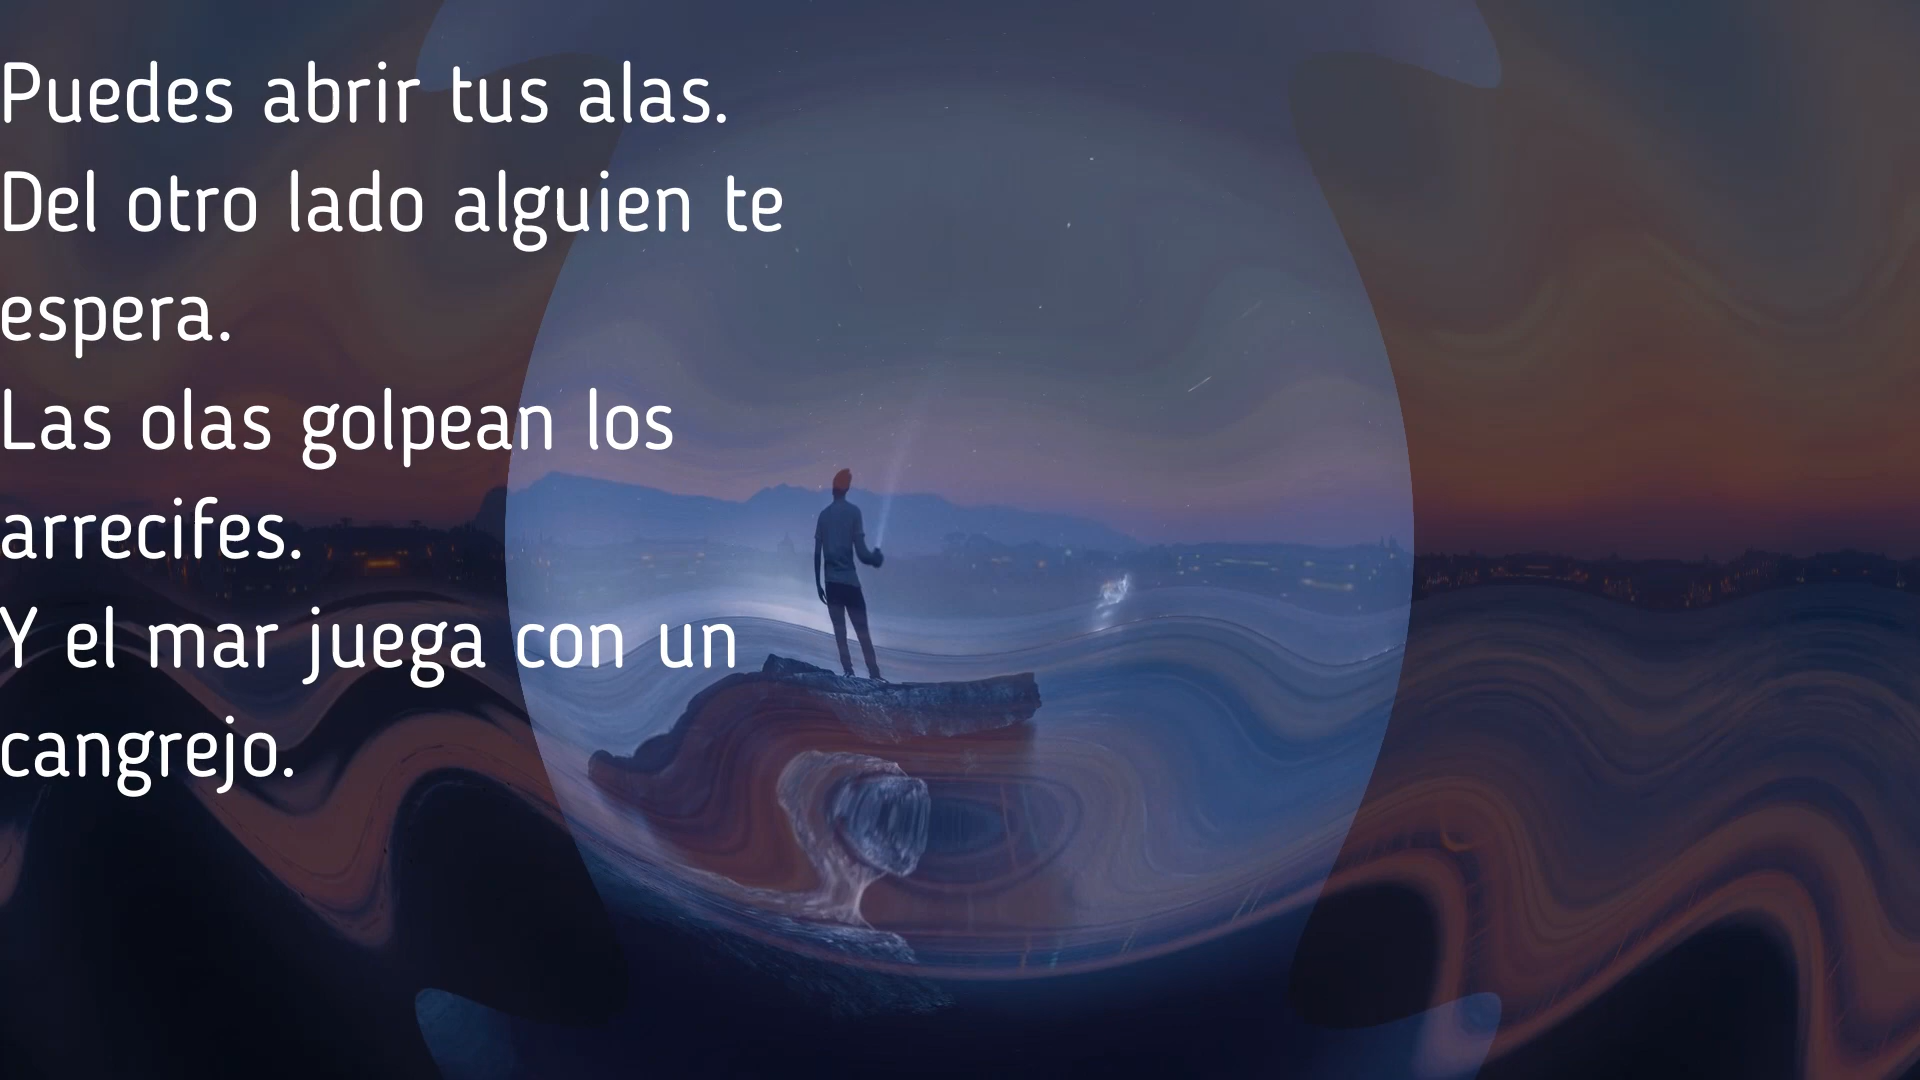 Puedes abrir tus alas.
Del otro lado alguien te
espera.
Las olas golpean los
arrecifes.
Y el mar juega con un
cangrejo.